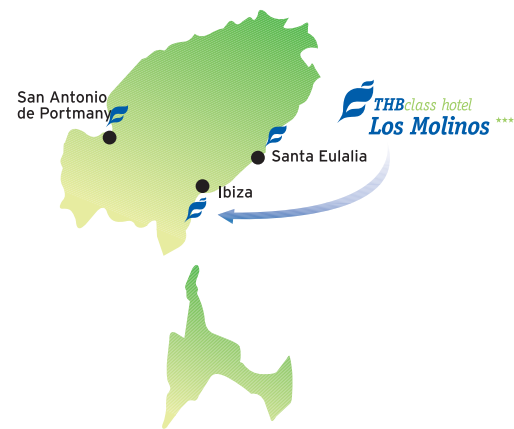 San Antonio
de Portmany
THBclass hotel
Los Molinos ***
Santa Eulalia
Ibiza